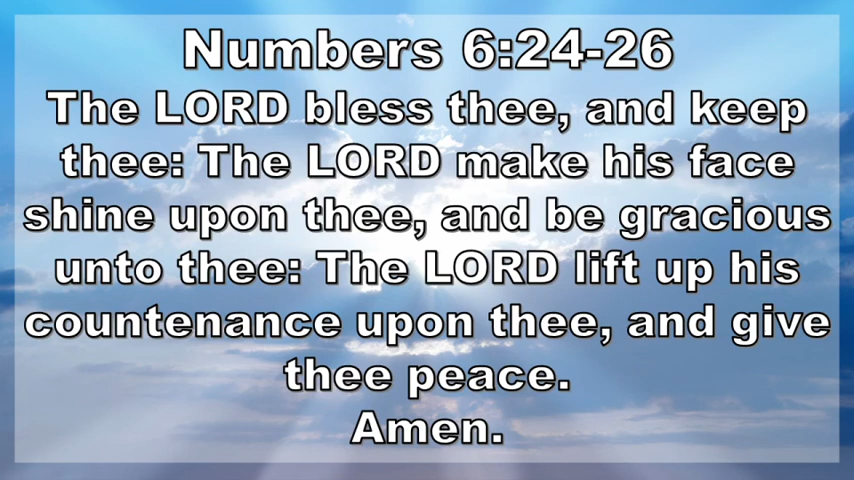 Numbers 6:24-26
The LORD bless thee, and keep
thee: The LORD make his face
shine upon thee, and be gracious
unto thee: The LORD lift up his
countenance upon thee, and give
thee peace.
Amen.